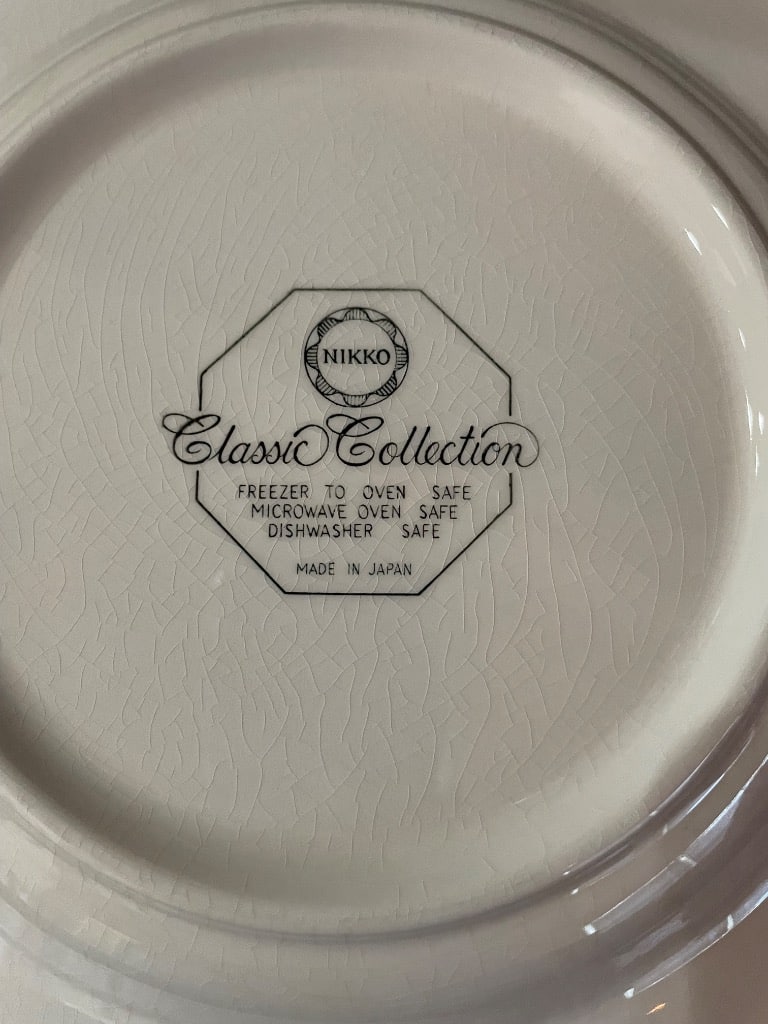 NIKKO
Classic Collection
FREEZER TO OVEN SAFE
MICROWAVE OVEN SAFE
DISHWASHER SAFE
MADE IN JAPAN